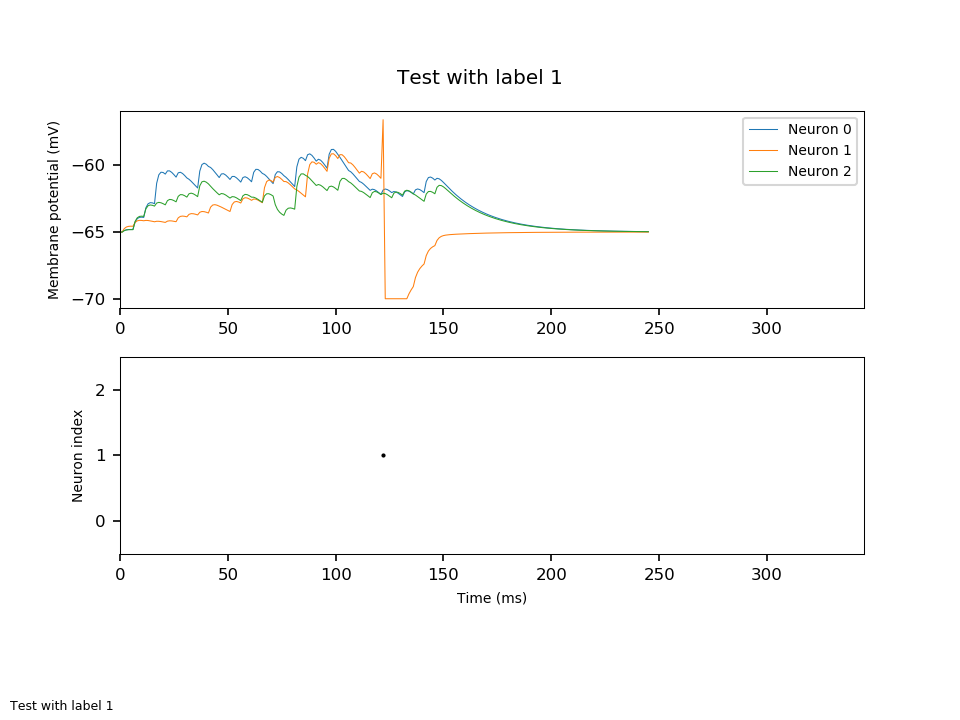 Test with label 1
Membrane potential (mV)
−60
−65
−70
Neuron 0
Neuron 1
Neuron 2
0 50 100 150 200 250 300
Neuron index
2
1
0
0 50 100 150 200 250 300
Time (ms)
Test with label 1